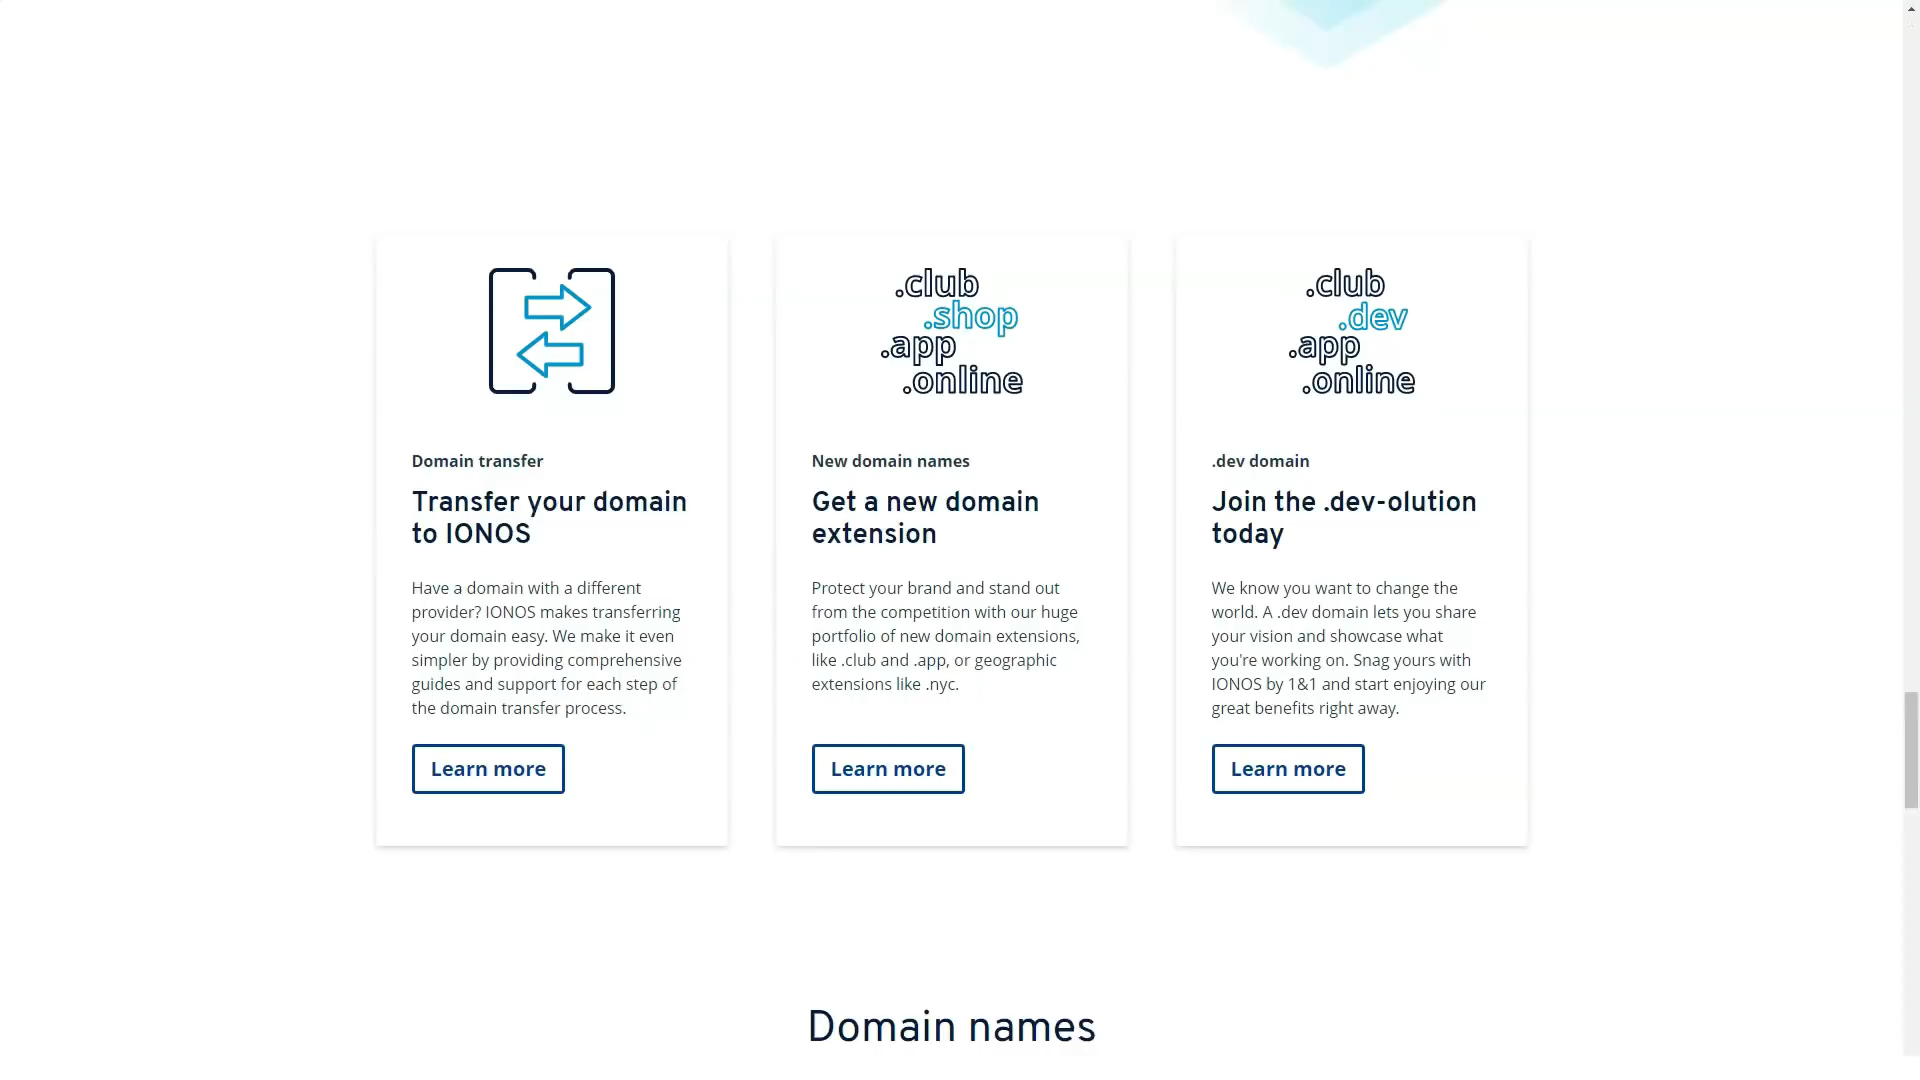 .club
.shop
.app
.online
Domain transfer
Transfer your domain
to IONOS
Have a domain with a different
provider? IONOS makes transferring
your domain easy. We make it even
simpler by providing comprehensive
guides and support for each step of
the domain transfer process.
Learn more
New domain names
Get a new domain
extension
Protect your brand and stand out
from the competition with our huge
portfolio of new domain extensions,
like .club and .app, or geographic
extensions like .nyc.
Learn more
.club
.dev
.app
.online
.dev domain
Join the .dev-olution
today
We know you want to change the
world. A .dev domain lets you share
your vision and showcase what
you're working on. Snag yours with
IONOS by 1&1 and start enjoying our
great benefits right away.
Learn more
Domain names